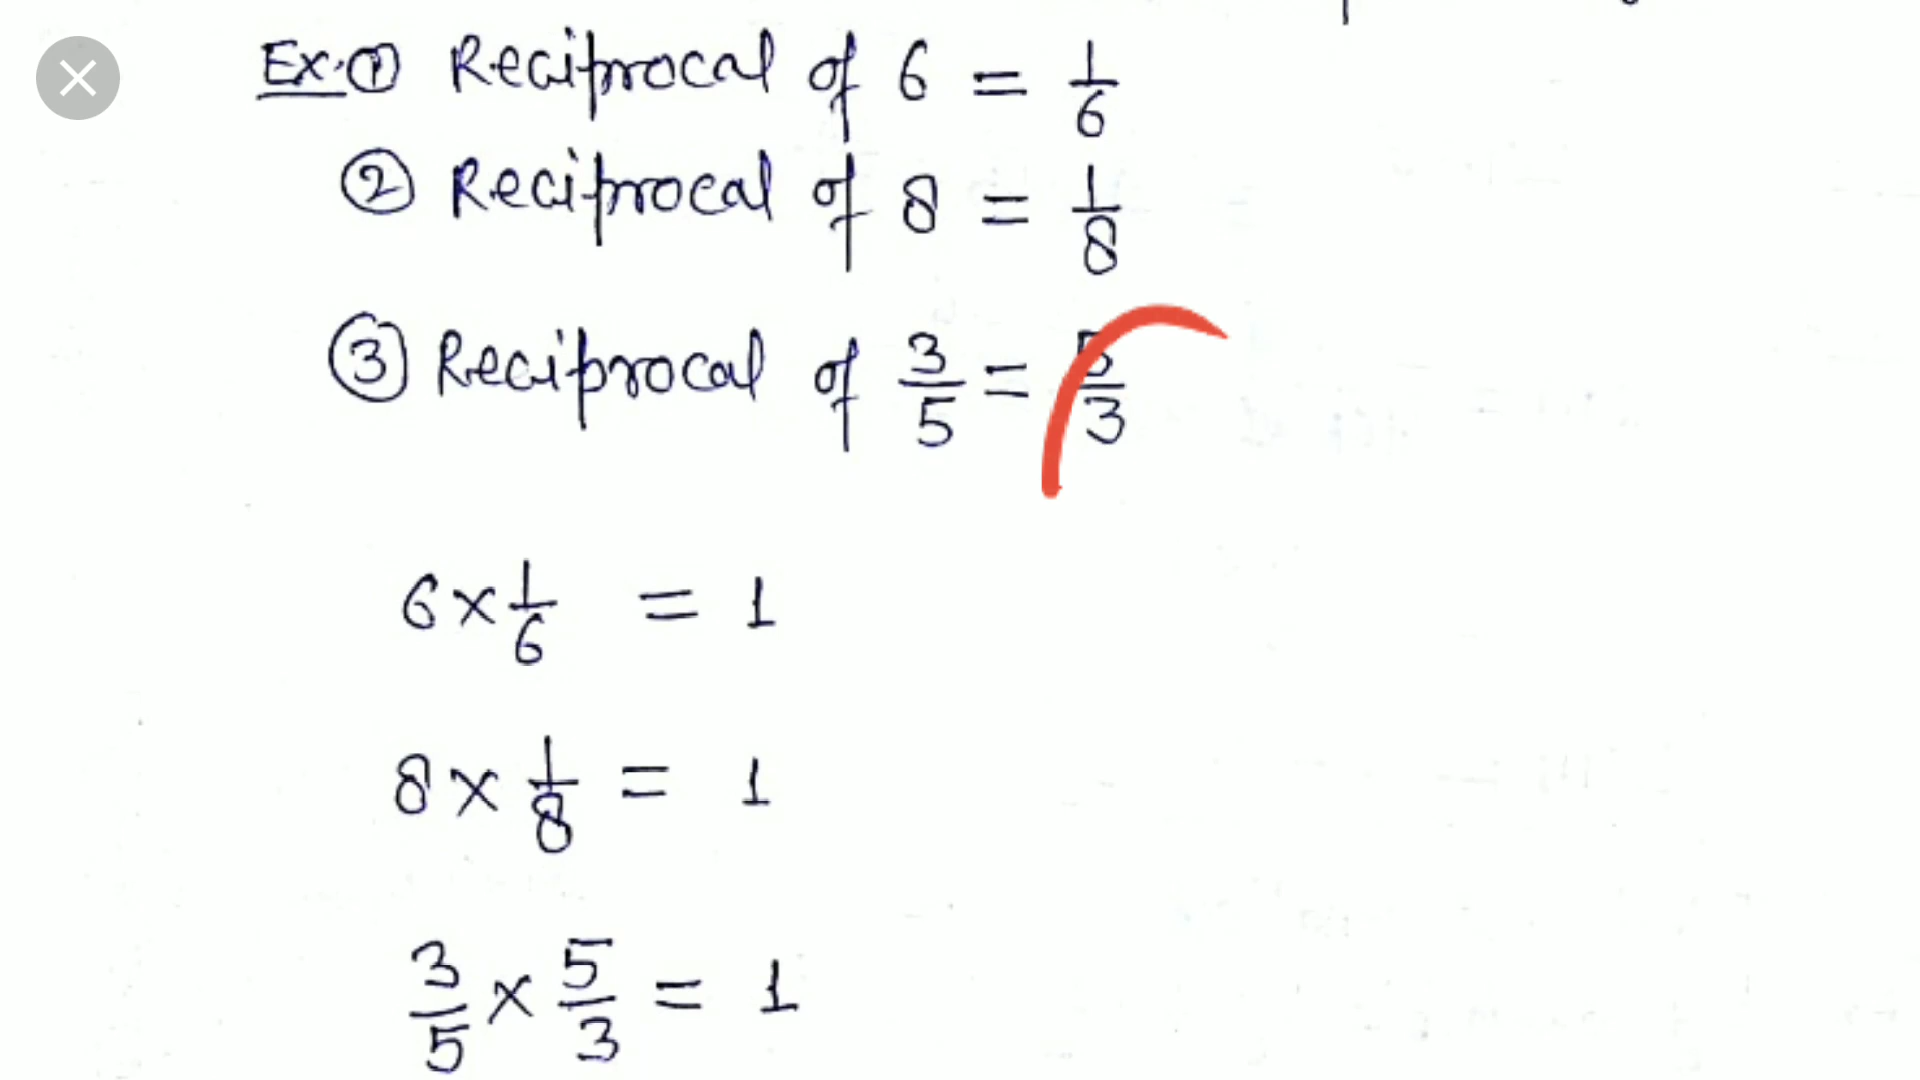 Ex. ① Reciprocal of 6 = 1/6
② Reciprocal of 8 = 1/8
③ Reciprocal of 3/5 = 5/3
6 × 1/6 = 1
8 × 1/8 = 1
3/5 × 5/3 = 1